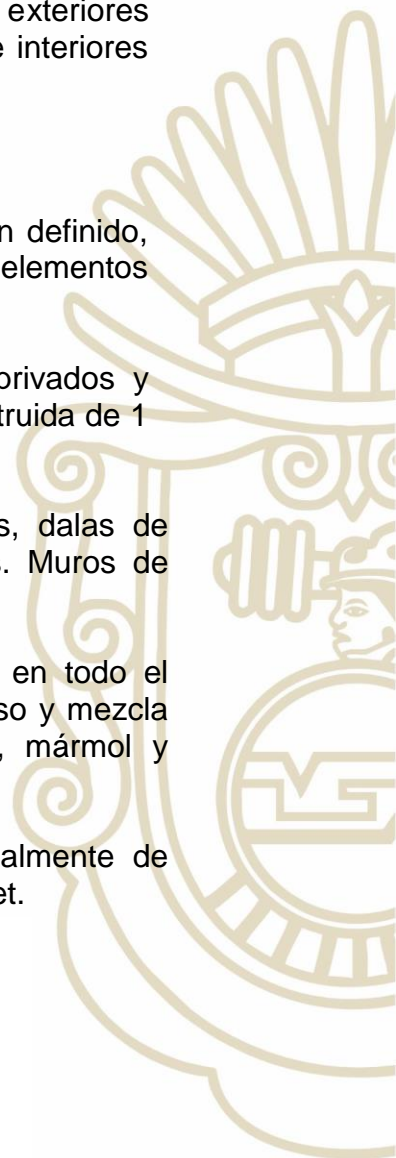 exteriores
e interiores
n definido,
elementos
privados y
truida de 1
s, dalas de
s. Muros de
en todo el
so y mezcla
, mármol y
almente de
et.